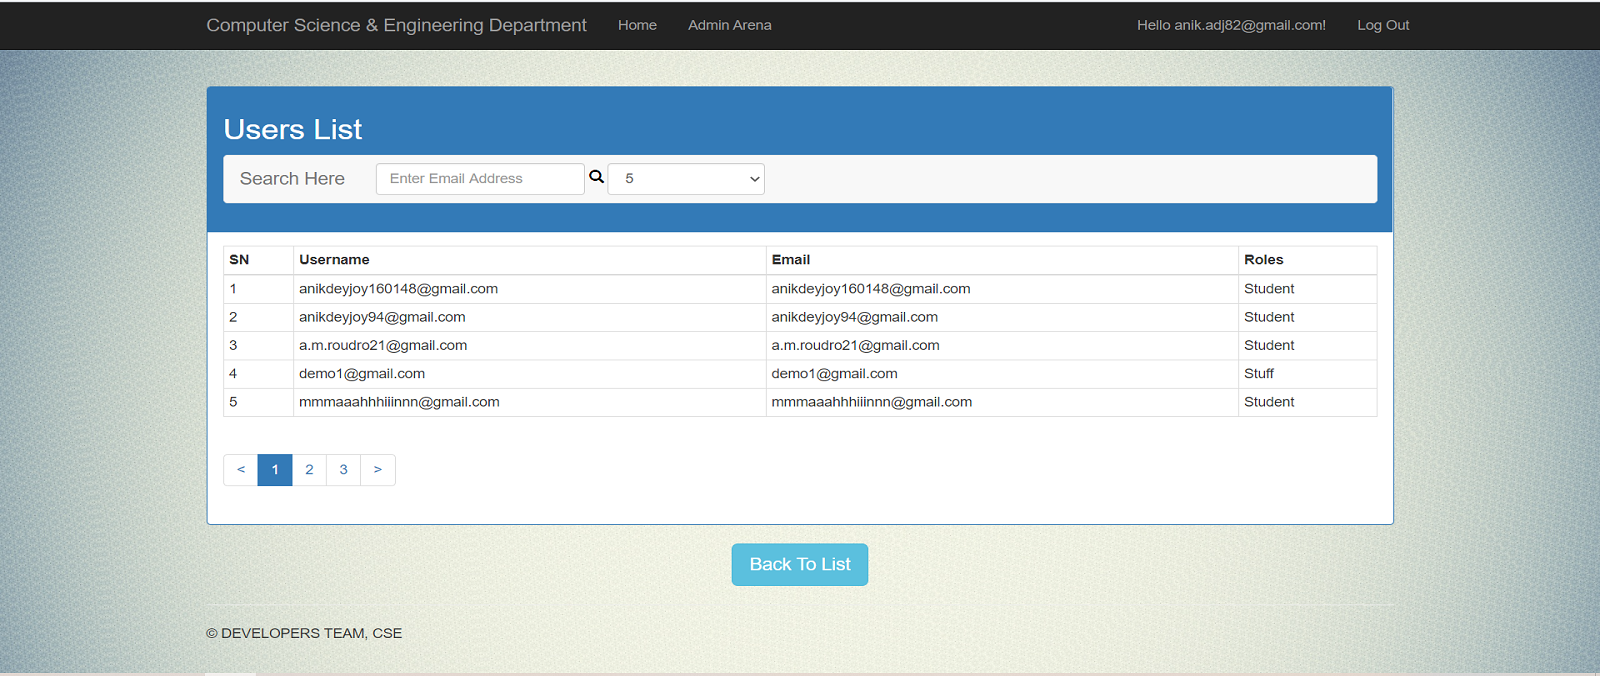 Computer Science & Engineering Department Home Admin Arena Hello anik.adj82@gmail.com! Log Out
Users List
Search Here Enter Email Address 5
SN Username Email Roles
1 anikdeyjoy160148@gmail.com anikdeyjoy160148@gmail.com Student
2 anikdeyjoy94@gmail.com anikdeyjoy94@gmail.com Student
3 a.m.roudro21@gmail.com a.m.roudro21@gmail.com Student
4 demo1@gmail.com demo1@gmail.com Stuff
5 mmmaaahhhiiinnn@gmail.com mmmaaahhhiiinnn@gmail.com Student
< 1 2 3 >
Back To List
© DEVELOPERS TEAM, CSE